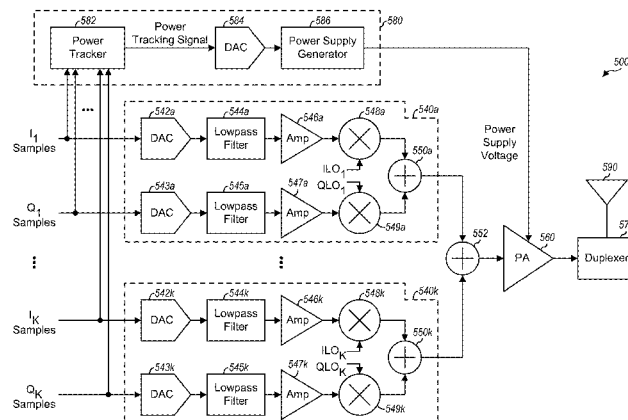 582
Power Tracker
Power Tracking Signal
584
DAC
586
Power Supply Generator
580
500
...
I1 Samples
542a
DAC
544a
Lowpass Filter
546a
Amp
548a
540a
ILO1
550a
Power Supply Voltage
590
Q1 Samples
543a
DAC
545a
Lowpass Filter
547a
Amp
QLO1
549a
552
PA
560
Duplexer
57
IK Samples
542k
DAC
544k
Lowpass Filter
546k
Amp
548k
540k
ILOK
550k
QK Samples
543k
DAC
545k
Lowpass Filter
547k
Amp
QLOK
549k